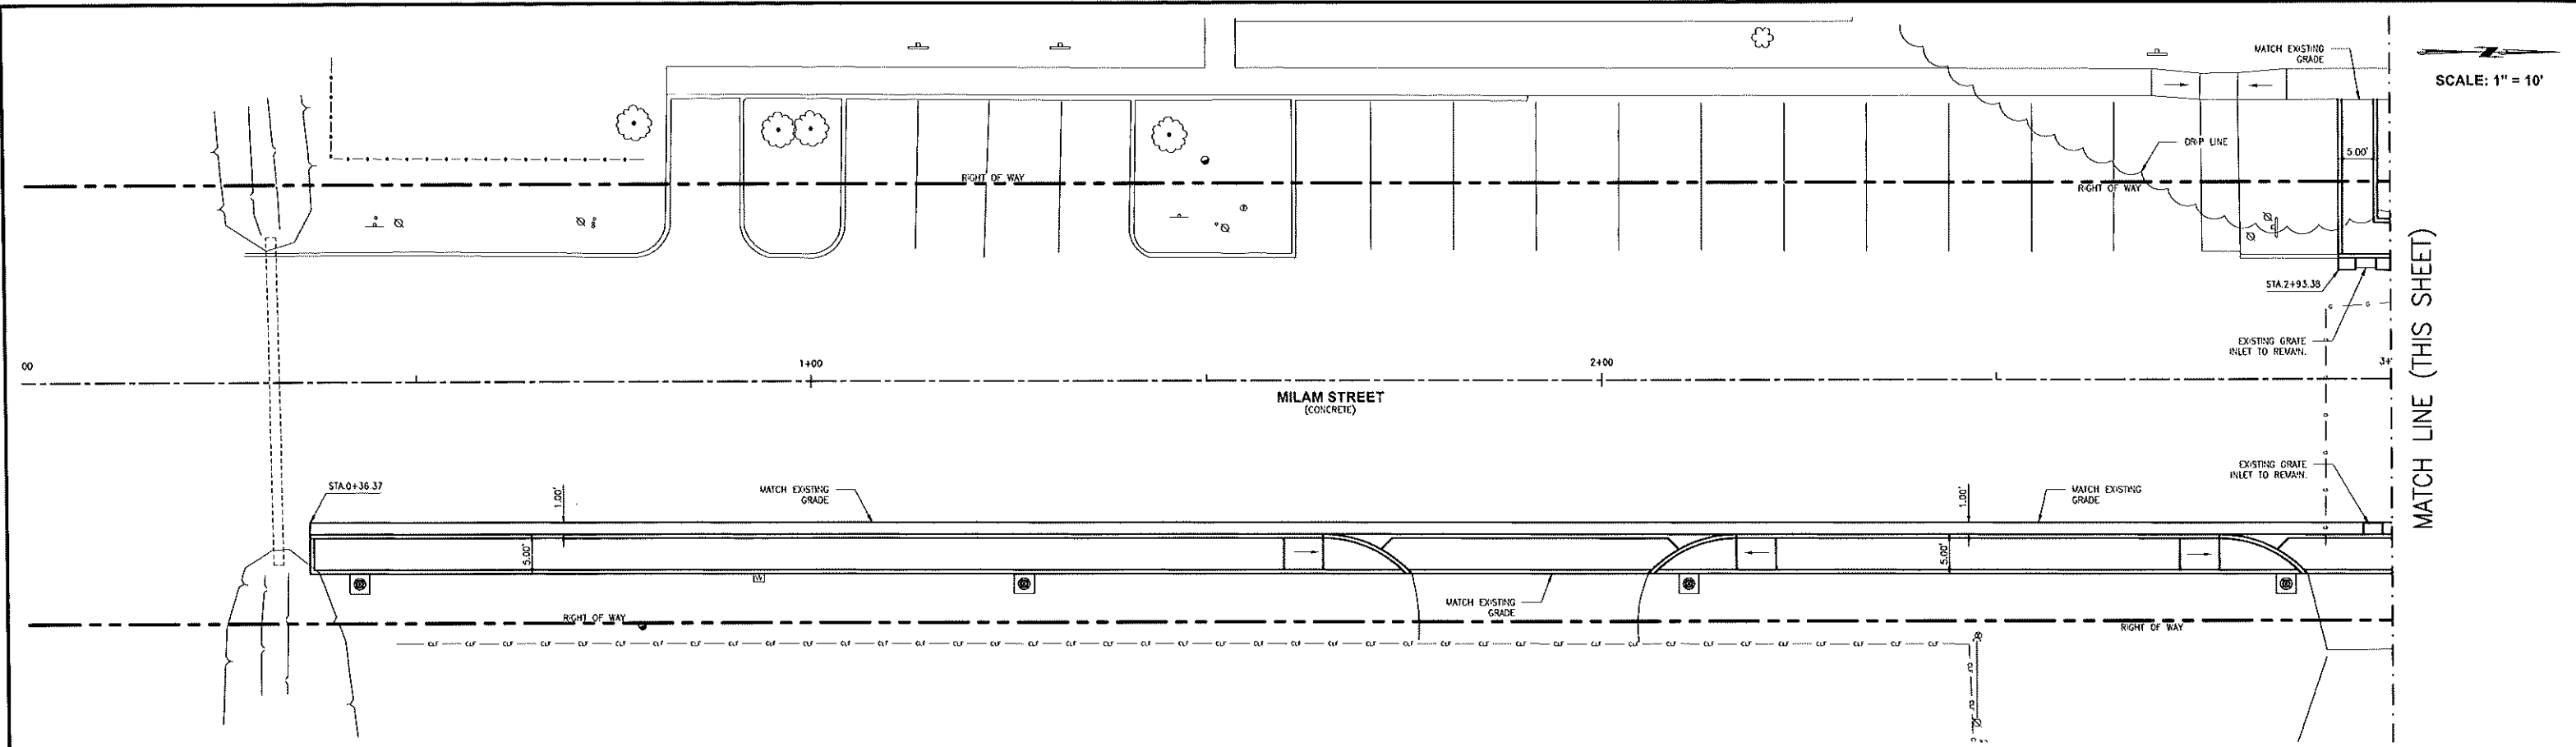 MATCH EXISTING
GRADE
SCALE: 1" = 10'
DRIP LINE
5.00'
RIGHT OF WAY
RIGHT OF WAY
STA.2+93.38
EXISTING GRATE
INLET TO REMAIN.
MATCH LINE (THIS SHEET)
00
1+00
2+00
3+
MILAM STREET
(CONCRETE)
STA.0+36.37
1.00'
MATCH EXISTING
GRADE
1.00'
MATCH EXISTING
GRADE
EXISTING GRATE
INLET TO REMAIN.
5.00'
5.00'
MATCH EXISTING
GRADE
RIGHT OF WAY
RIGHT OF WAY